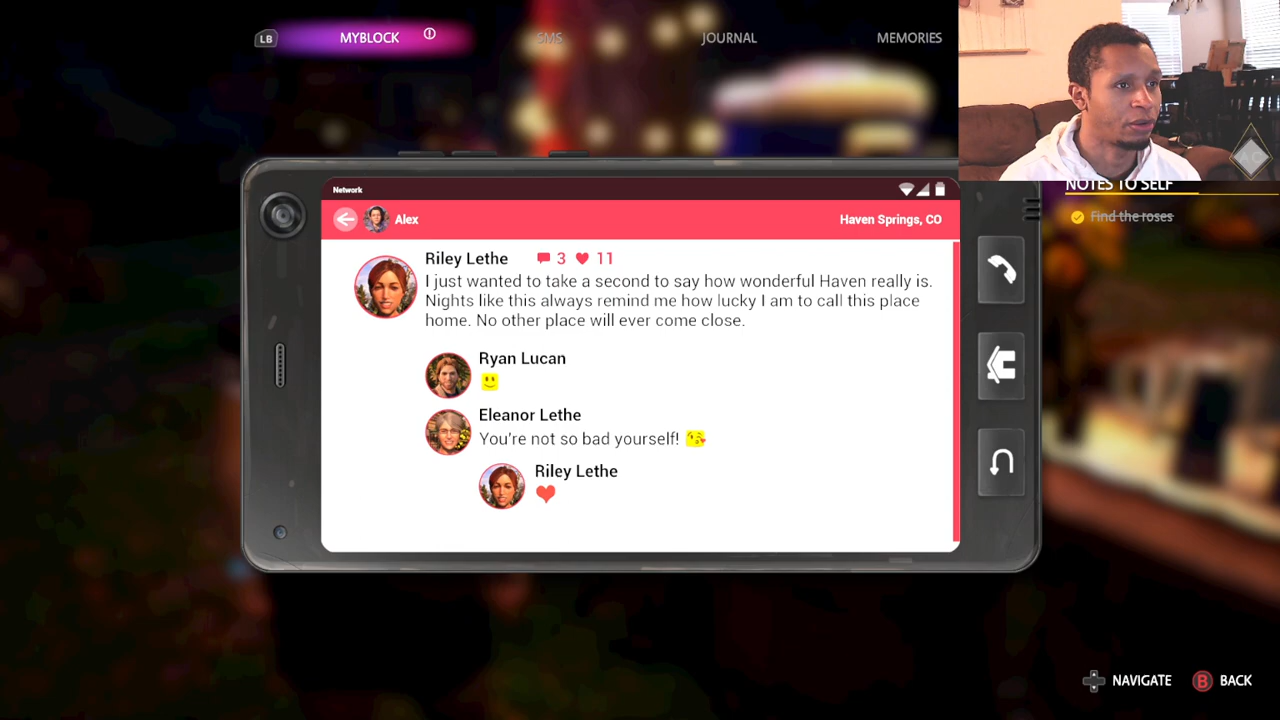 LB
MYBLOCK
SMS
JOURNAL
MEMORIES
NOTES TO SELF
Find the roses
Network
Alex
Haven Springs, CO
Riley Lethe 3 11
I just wanted to take a second to say how wonderful Haven really is.
Nights like this always remind me how lucky I am to call this place
home. No other place will ever come close.
Ryan Lucan
Eleanor Lethe
You're not so bad yourself!
Riley Lethe
NAVIGATE
B BACK